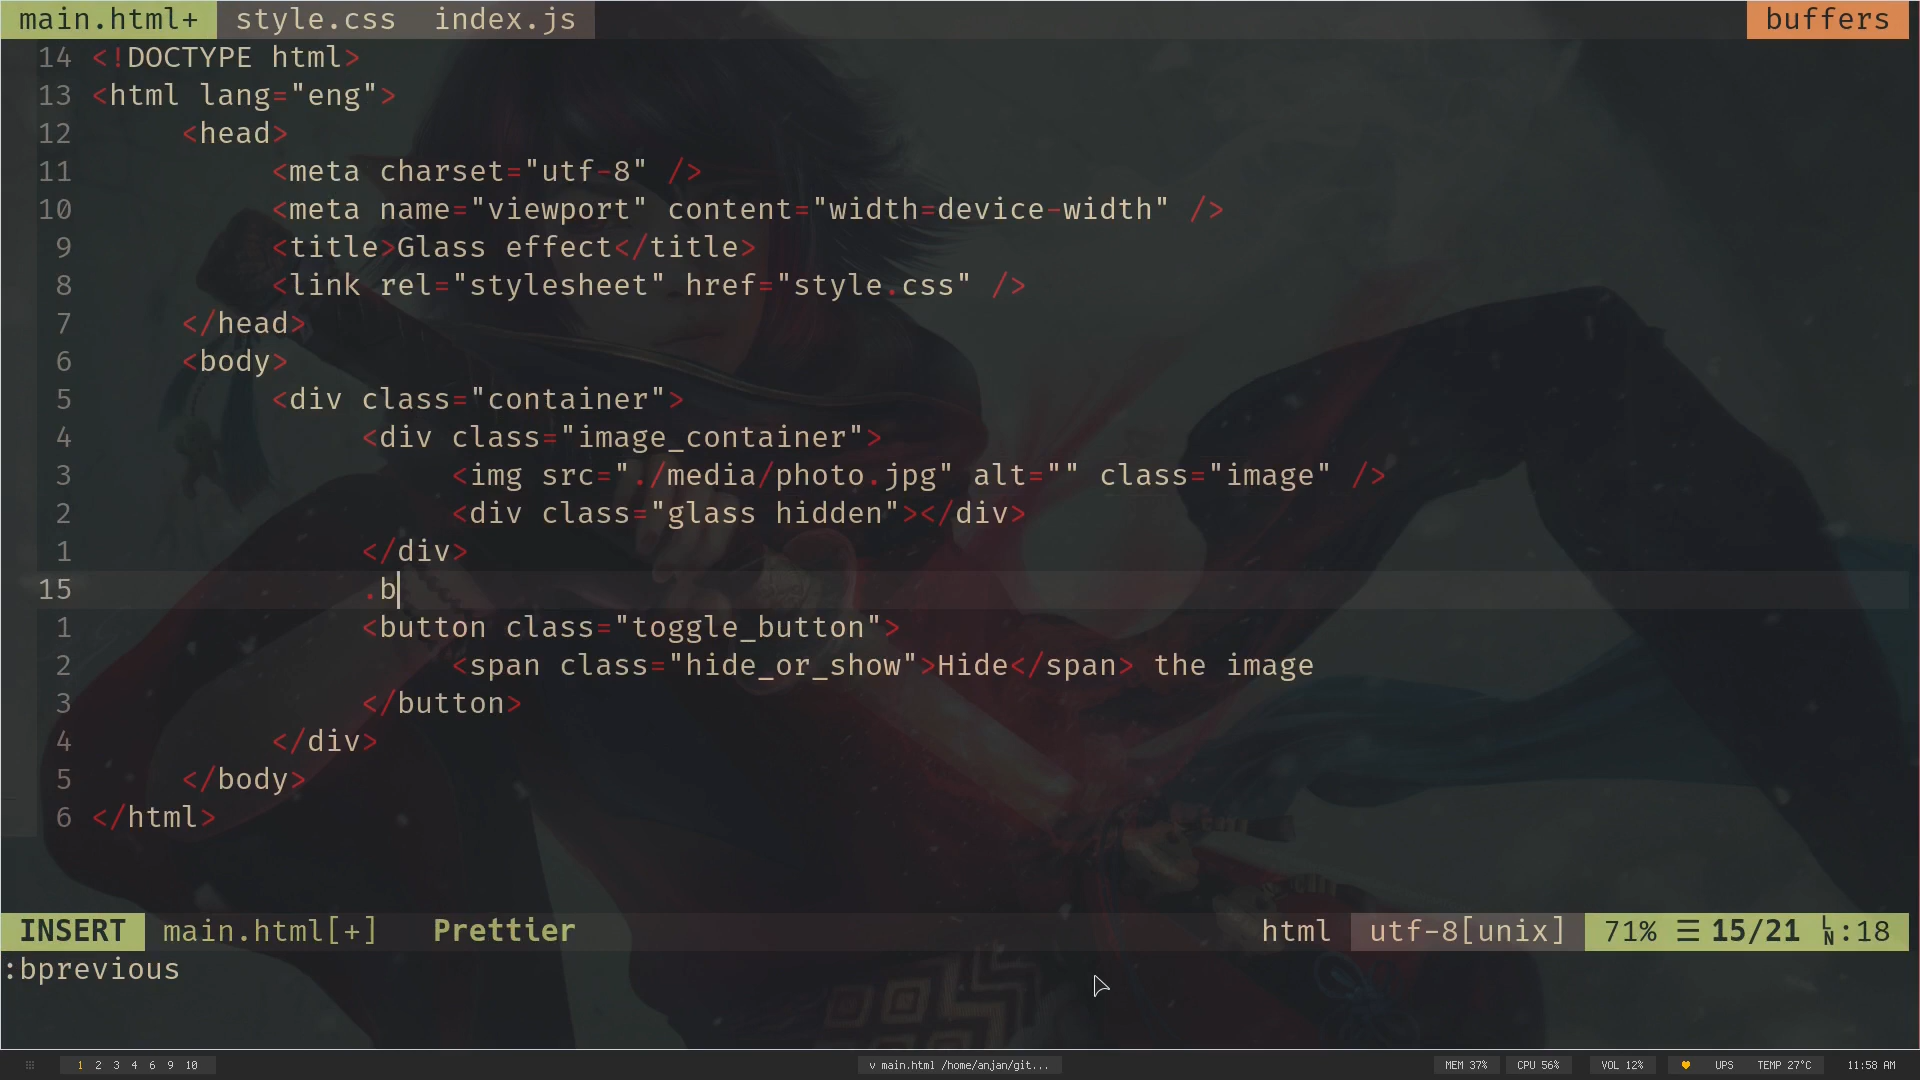 main.html+ style.css index.js buffers
14 <!DOCTYPE html>
13 <html lang="eng">
12 <head>
11 <meta charset="utf-8" />
10 <meta name="viewport" content="width=device-width" />
9 <title>Glass effect</title>
8 <link rel="stylesheet" href="style.css" />
7 </head>
6 <body>
5 <div class="container">
4 <div class="image_container">
3 <img src="./media/photo.jpg" alt="" class="image" />
2 <div class="glass hidden"></div>
1 </div>
15 .b
1 <button class="toggle_button">
2 <span class="hide_or_show">Hide</span> the image
3 </button>
4 </div>
5 </body>
6 </html>
INSERT main.html[+] Prettier html utf-8[unix] 71% ☰ 15/21 LN:18
:bprevious
1 2 3 4 6 9 10 v main.html /home/anjan/git... MEM 37% CPU 56% VOL 12% UPS TEMP 27°C 11:58 AM